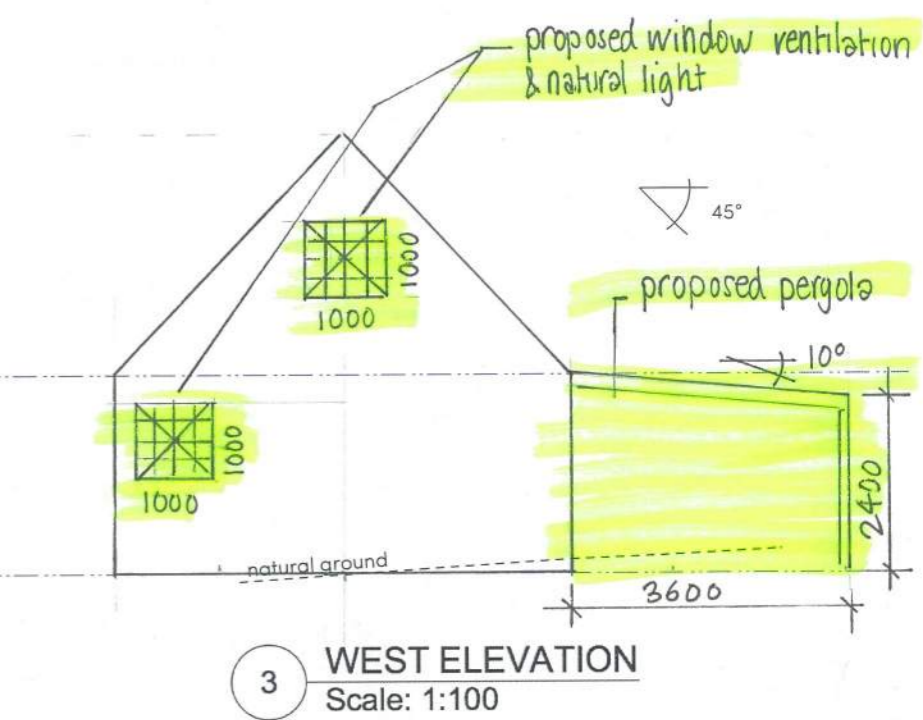 proposed window ventilation
& natural light
45°
1000
1000
proposed pergola
10°
1000
1000
2400
natural ground
3600
3 WEST ELEVATION
Scale: 1:100